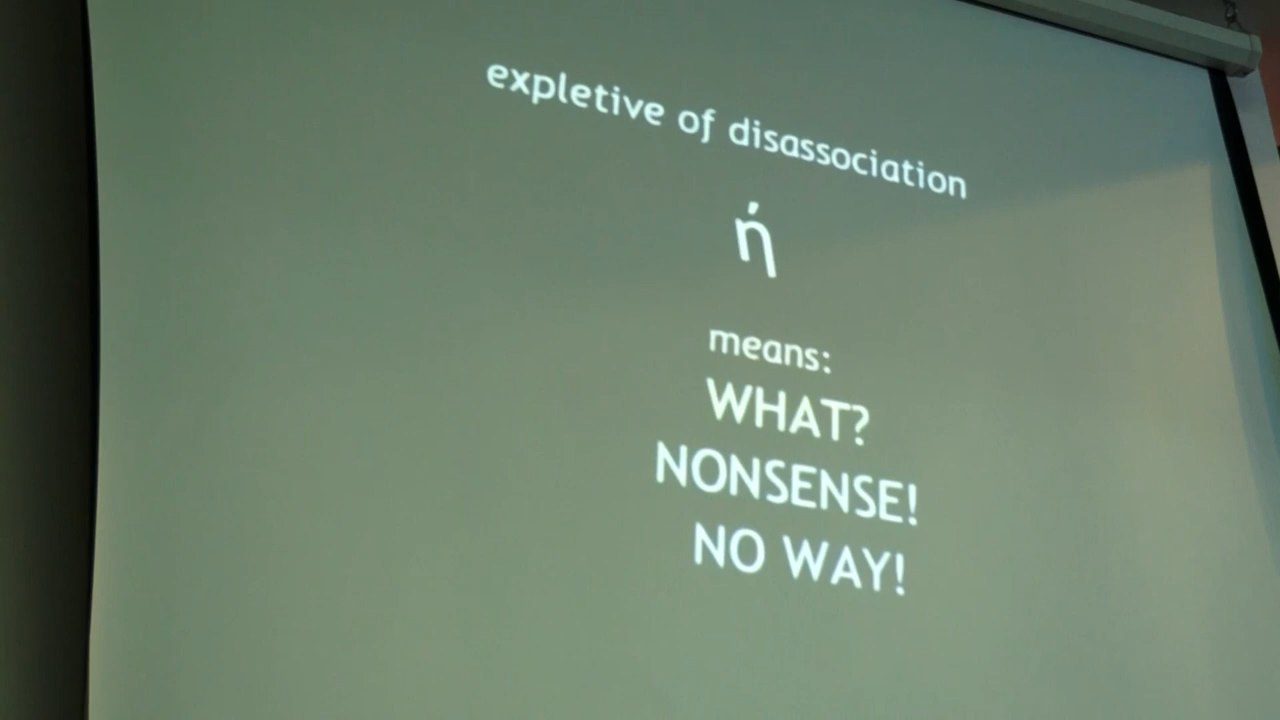 expletive of disassociation
ή
means:
WHAT?
NONSENSE!
NO WAY!